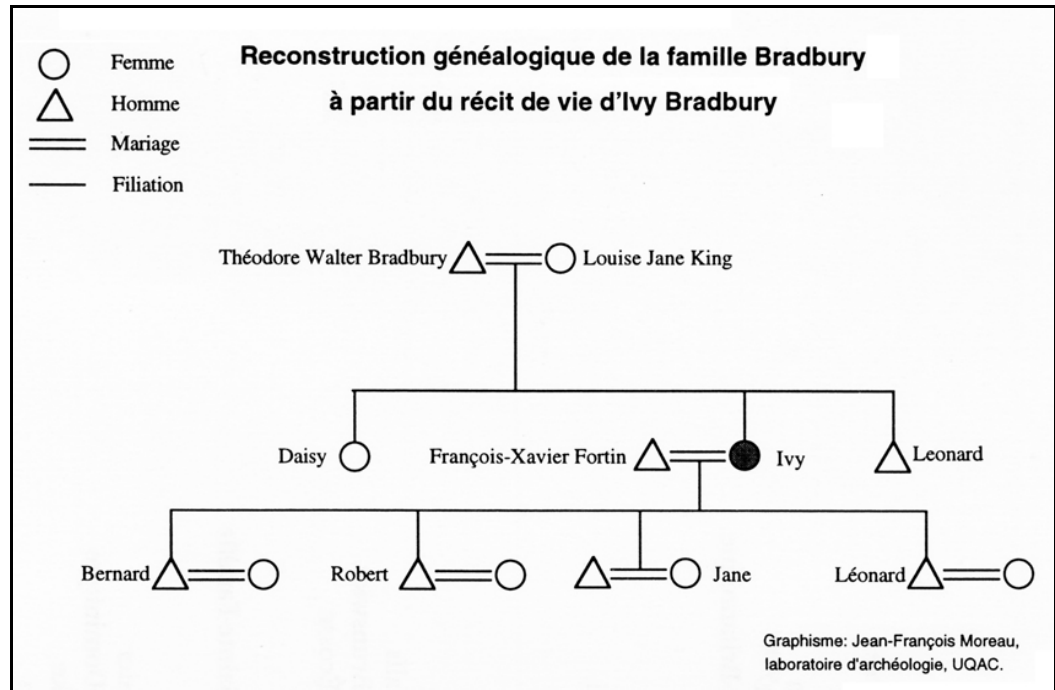 Reconstruction généalogique de la famille Bradbury
à partir du récit de vie d'Ivy Bradbury
Femme
Homme
Mariage
Filiation
Théodore Walter Bradbury
Louise Jane King
Daisy
François-Xavier Fortin
Ivy
Leonard
Bernard
Robert
Jane
Léonard
Graphisme: Jean-François Moreau,
laboratoire d'archéologie, UQAC.